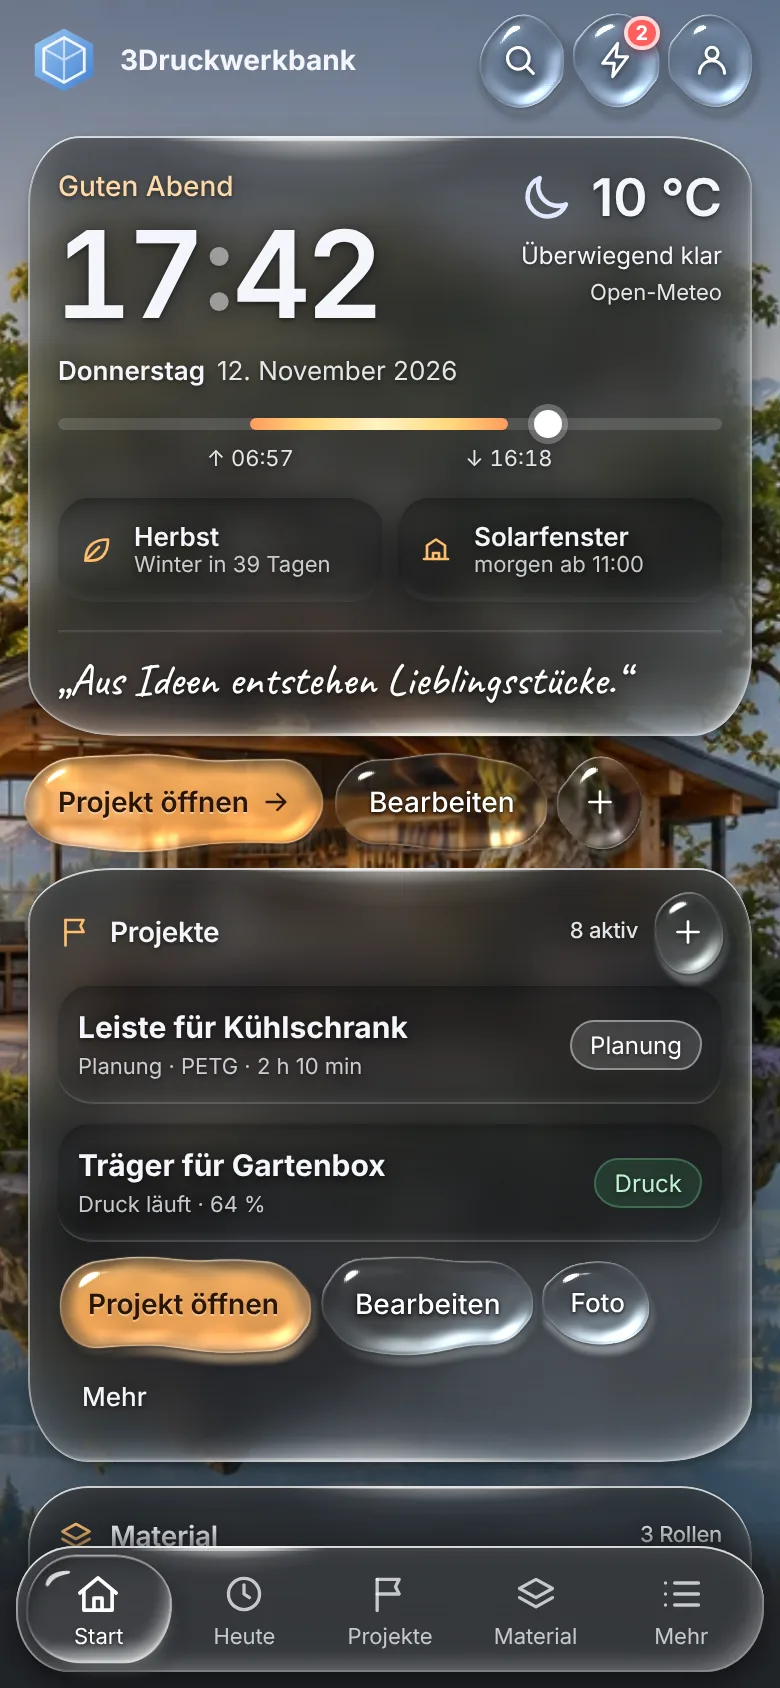 3Druckwerkbank
2
Guten Abend
10 °C
17:42
Überwiegend klar
Open-Meteo
Donnerstag 12. November 2026
↑ 06:57
↓ 16:18
Herbst
Winter in 39 Tagen
Solarfenster
morgen ab 11:00
„Aus Ideen entstehen Lieblingsstücke.“
Projekt öffnen →
Bearbeiten
+
Projekte
8 aktiv
+
Leiste für Kühlschrank
Planung · PETG · 2 h 10 min
Planung
Träger für Gartenbox
Druck läuft · 64 %
Druck
Projekt öffnen
Bearbeiten
Foto
Mehr
Material
3 Rollen
Start
Heute
Projekte
Material
Mehr